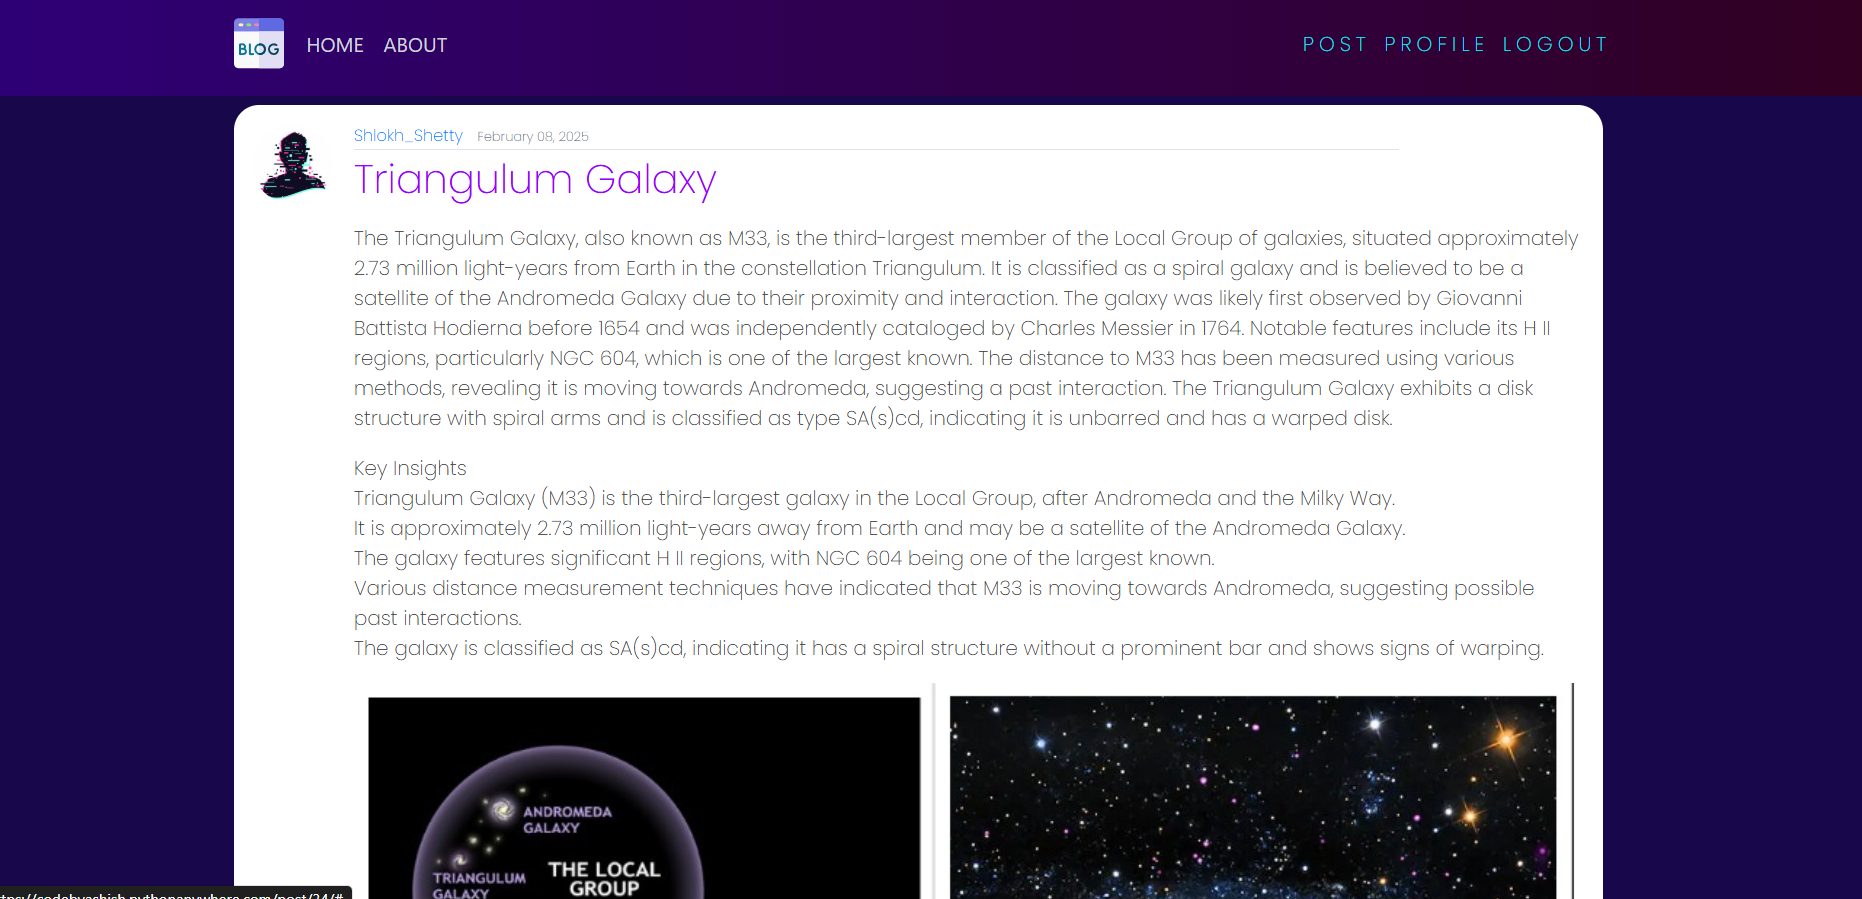 BLOG HOME ABOUT POST PROFILE LOGOUT
Shlokh_Shetty February 08, 2025
Triangulum Galaxy
The Triangulum Galaxy, also known as M33, is the third-largest member of the Local Group of galaxies, situated approximately
2.73 million light-years from Earth in the constellation Triangulum. It is classified as a spiral galaxy and is believed to be a
satellite of the Andromeda Galaxy due to their proximity and interaction. The galaxy was likely first observed by Giovanni
Battista Hodierna before 1654 and was independently cataloged by Charles Messier in 1764. Notable features include its H II
regions, particularly NGC 604, which is one of the largest known. The distance to M33 has been measured using various
methods, revealing it is moving towards Andromeda, suggesting a past interaction. The Triangulum Galaxy exhibits a disk
structure with spiral arms and is classified as type SA(s)cd, indicating it is unbarred and has a warped disk.
Key Insights
Triangulum Galaxy (M33) is the third-largest galaxy in the Local Group, after Andromeda and the Milky Way.
It is approximately 2.73 million light-years away from Earth and may be a satellite of the Andromeda Galaxy.
The galaxy features significant H II regions, with NGC 604 being one of the largest known.
Various distance measurement techniques have indicated that M33 is moving towards Andromeda, suggesting possible
past interactions.
The galaxy is classified as SA(s)cd, indicating it has a spiral structure without a prominent bar and shows signs of warping.
ANDROMEDA
GALAXY
THE LOCAL
GROUP
TRIANGULUM
GALAXY